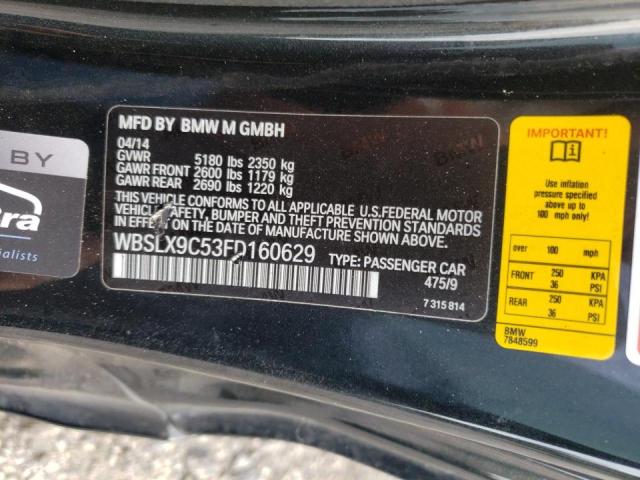 MFD BY BMW M GMBH
04/14
GVWR 5180 lbs 2350 kg
GAWR FRONT 2600 lbs 1179 kg
GAWR REAR 2690 lbs 1220 kg
THIS VEHICLE CONFORMS TO ALL APPLICABLE U.S.FEDERAL MOTOR
VEHICLE SAFETY, BUMPER AND THEFT PREVENTION STANDARDS
IN EFFECT ON THE DATE OF MANUFACTURE SHOWN ABOVE.
WBSLX9C53FD160629
TYPE: PASSENGER CAR
475/9
7 315 814
BY
ra
cialists
IMPORTANT!
Use inflation
pressure specified
above up to
100 mph only!
over 100 mph
FRONT 250 KPA
36 PSI
REAR 250 KPA
36 PSI
BMW
7848599